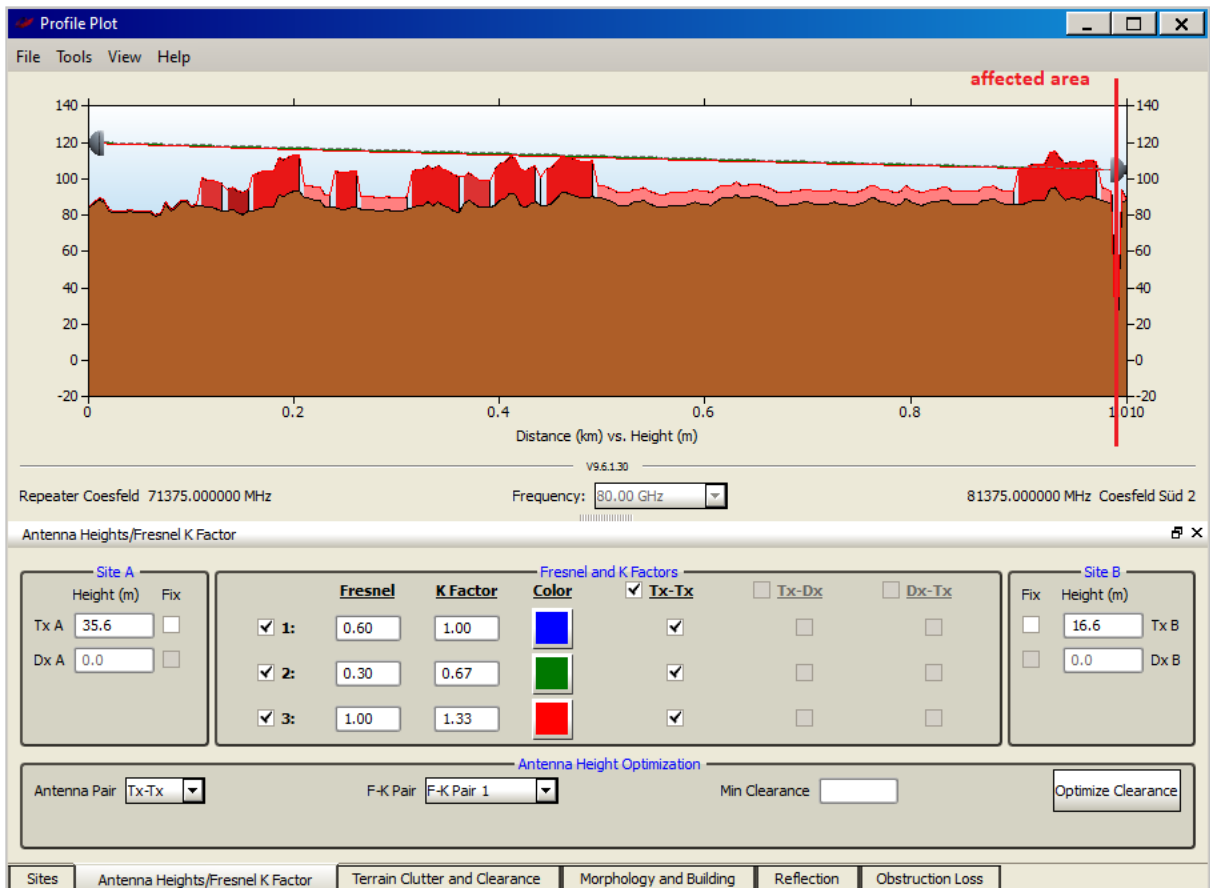 Profile Plot
File Tools View Help
affected area
140 140
120 120
100 100
80 80
60 60
40 40
20 20
0 0
-20 -20
0 0.2 0.4 0.6 0.8 1.010
Distance (km) vs. Height (m)
V9.6.1.30
Repeater Coesfeld 71375.000000 MHz Frequency: 80.00 GHz 81375.000000 MHz Coesfeld Süd 2
Antenna Heights/Fresnel K Factor
Site A Fresnel and K Factors Site B
Height (m) Fix Fresnel K Factor Color Tx-Tx Tx-Dx Dx-Tx Fix Height (m)
Tx A 35.6 1: 0.60 1.00 16.6 Tx B
Dx A 0.0 2: 0.30 0.67 0.0 Dx B
3: 1.00 1.33
Antenna Height Optimization
Antenna Pair Tx-Tx F-K Pair F-K Pair 1 Min Clearance Optimize Clearance
Sites Antenna Heights/Fresnel K Factor Terrain Clutter and Clearance Morphology and Building Reflection Obstruction Loss